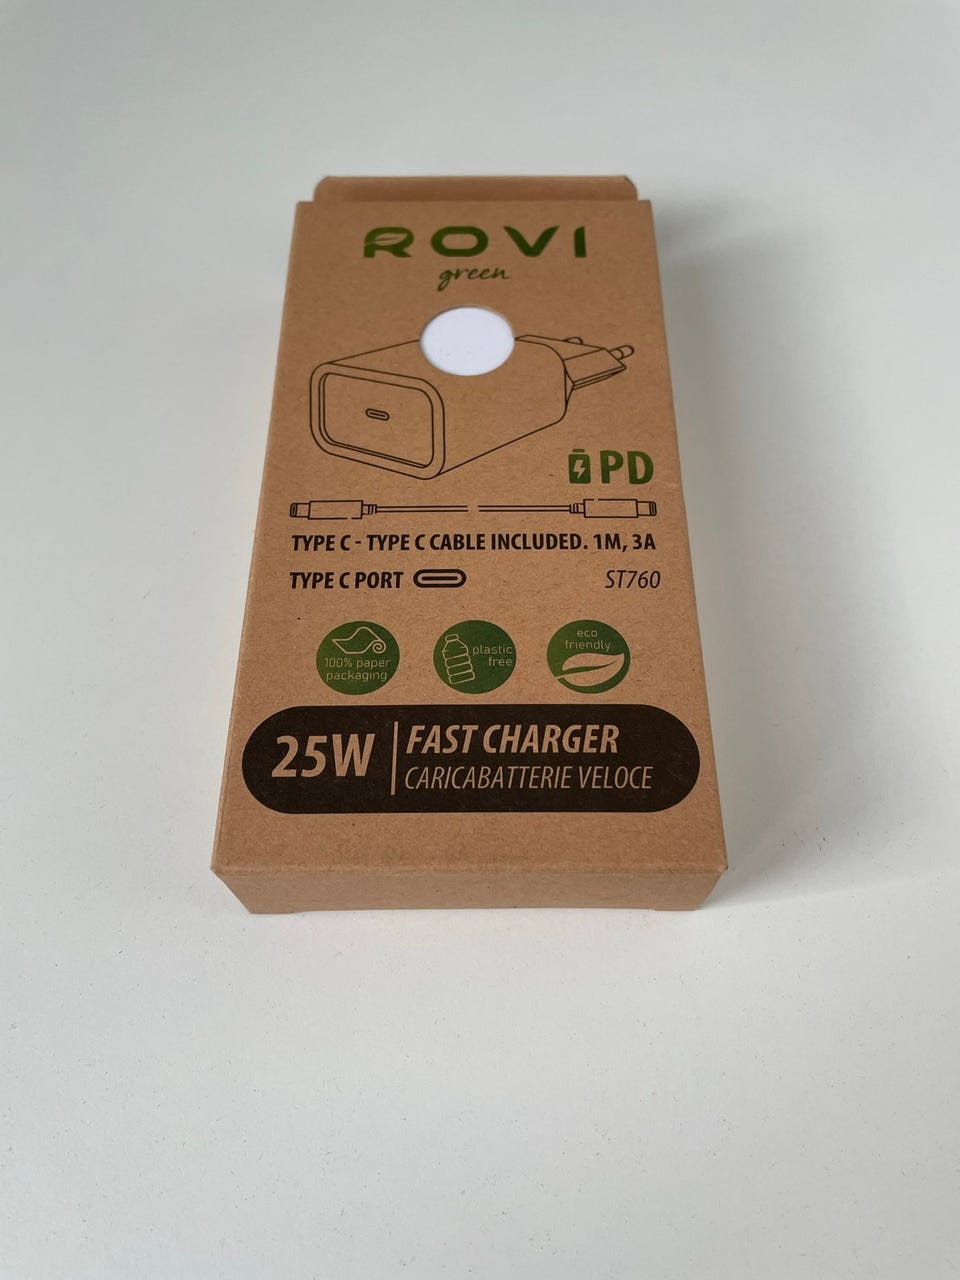 ROVI
green
PD
TYPE C - TYPE C CABLE INCLUDED. 1M, 3A
TYPE C PORT
ST760
100% paper
packaging
plastic
free
eco
friendly
25W
FAST CHARGER
CARICABATTERIE VELOCE